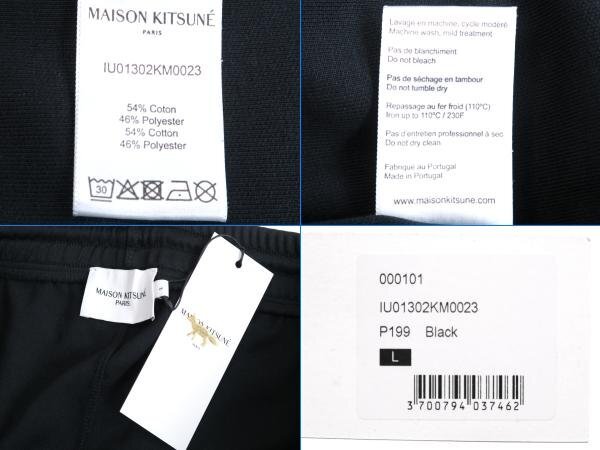 MAISON KITSUNÉ
PARIS
IU01302KM0023
54% Coton
46% Polyester
54% Cotton
46% Polyester
30
Lavage en machine, cycle modéré
Machine wash, mild treatment
Pas de blanchiment
Do not bleach
Pas de séchage en tambour
Do not tumble dry
Repassage au fer froid (110°C)
Iron up to 110°C / 230F
Pas d'entretien professionnel à sec
Do not dry clean
Fabriqué au Portugal
Made in Portugal
www.maisonkitsune.com
MAISON KITSUNÉ
PARIS
L
MAISON KITSUNÉ
PARIS
000101
IU01302KM0023
P199 Black
L
3 700794 037462